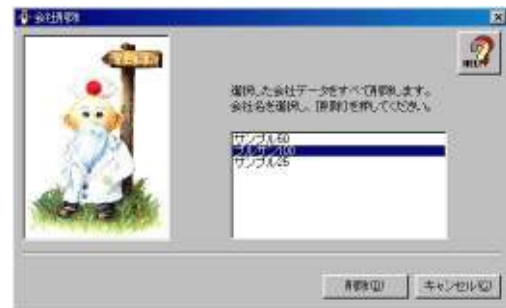 会社削除
HELP
選択した会社データをすべて削除します。
会社名を選択し、[削除]を押してください。
サンプル50
プルサン100
サンプル25
削除(D)
キャンセル(C)